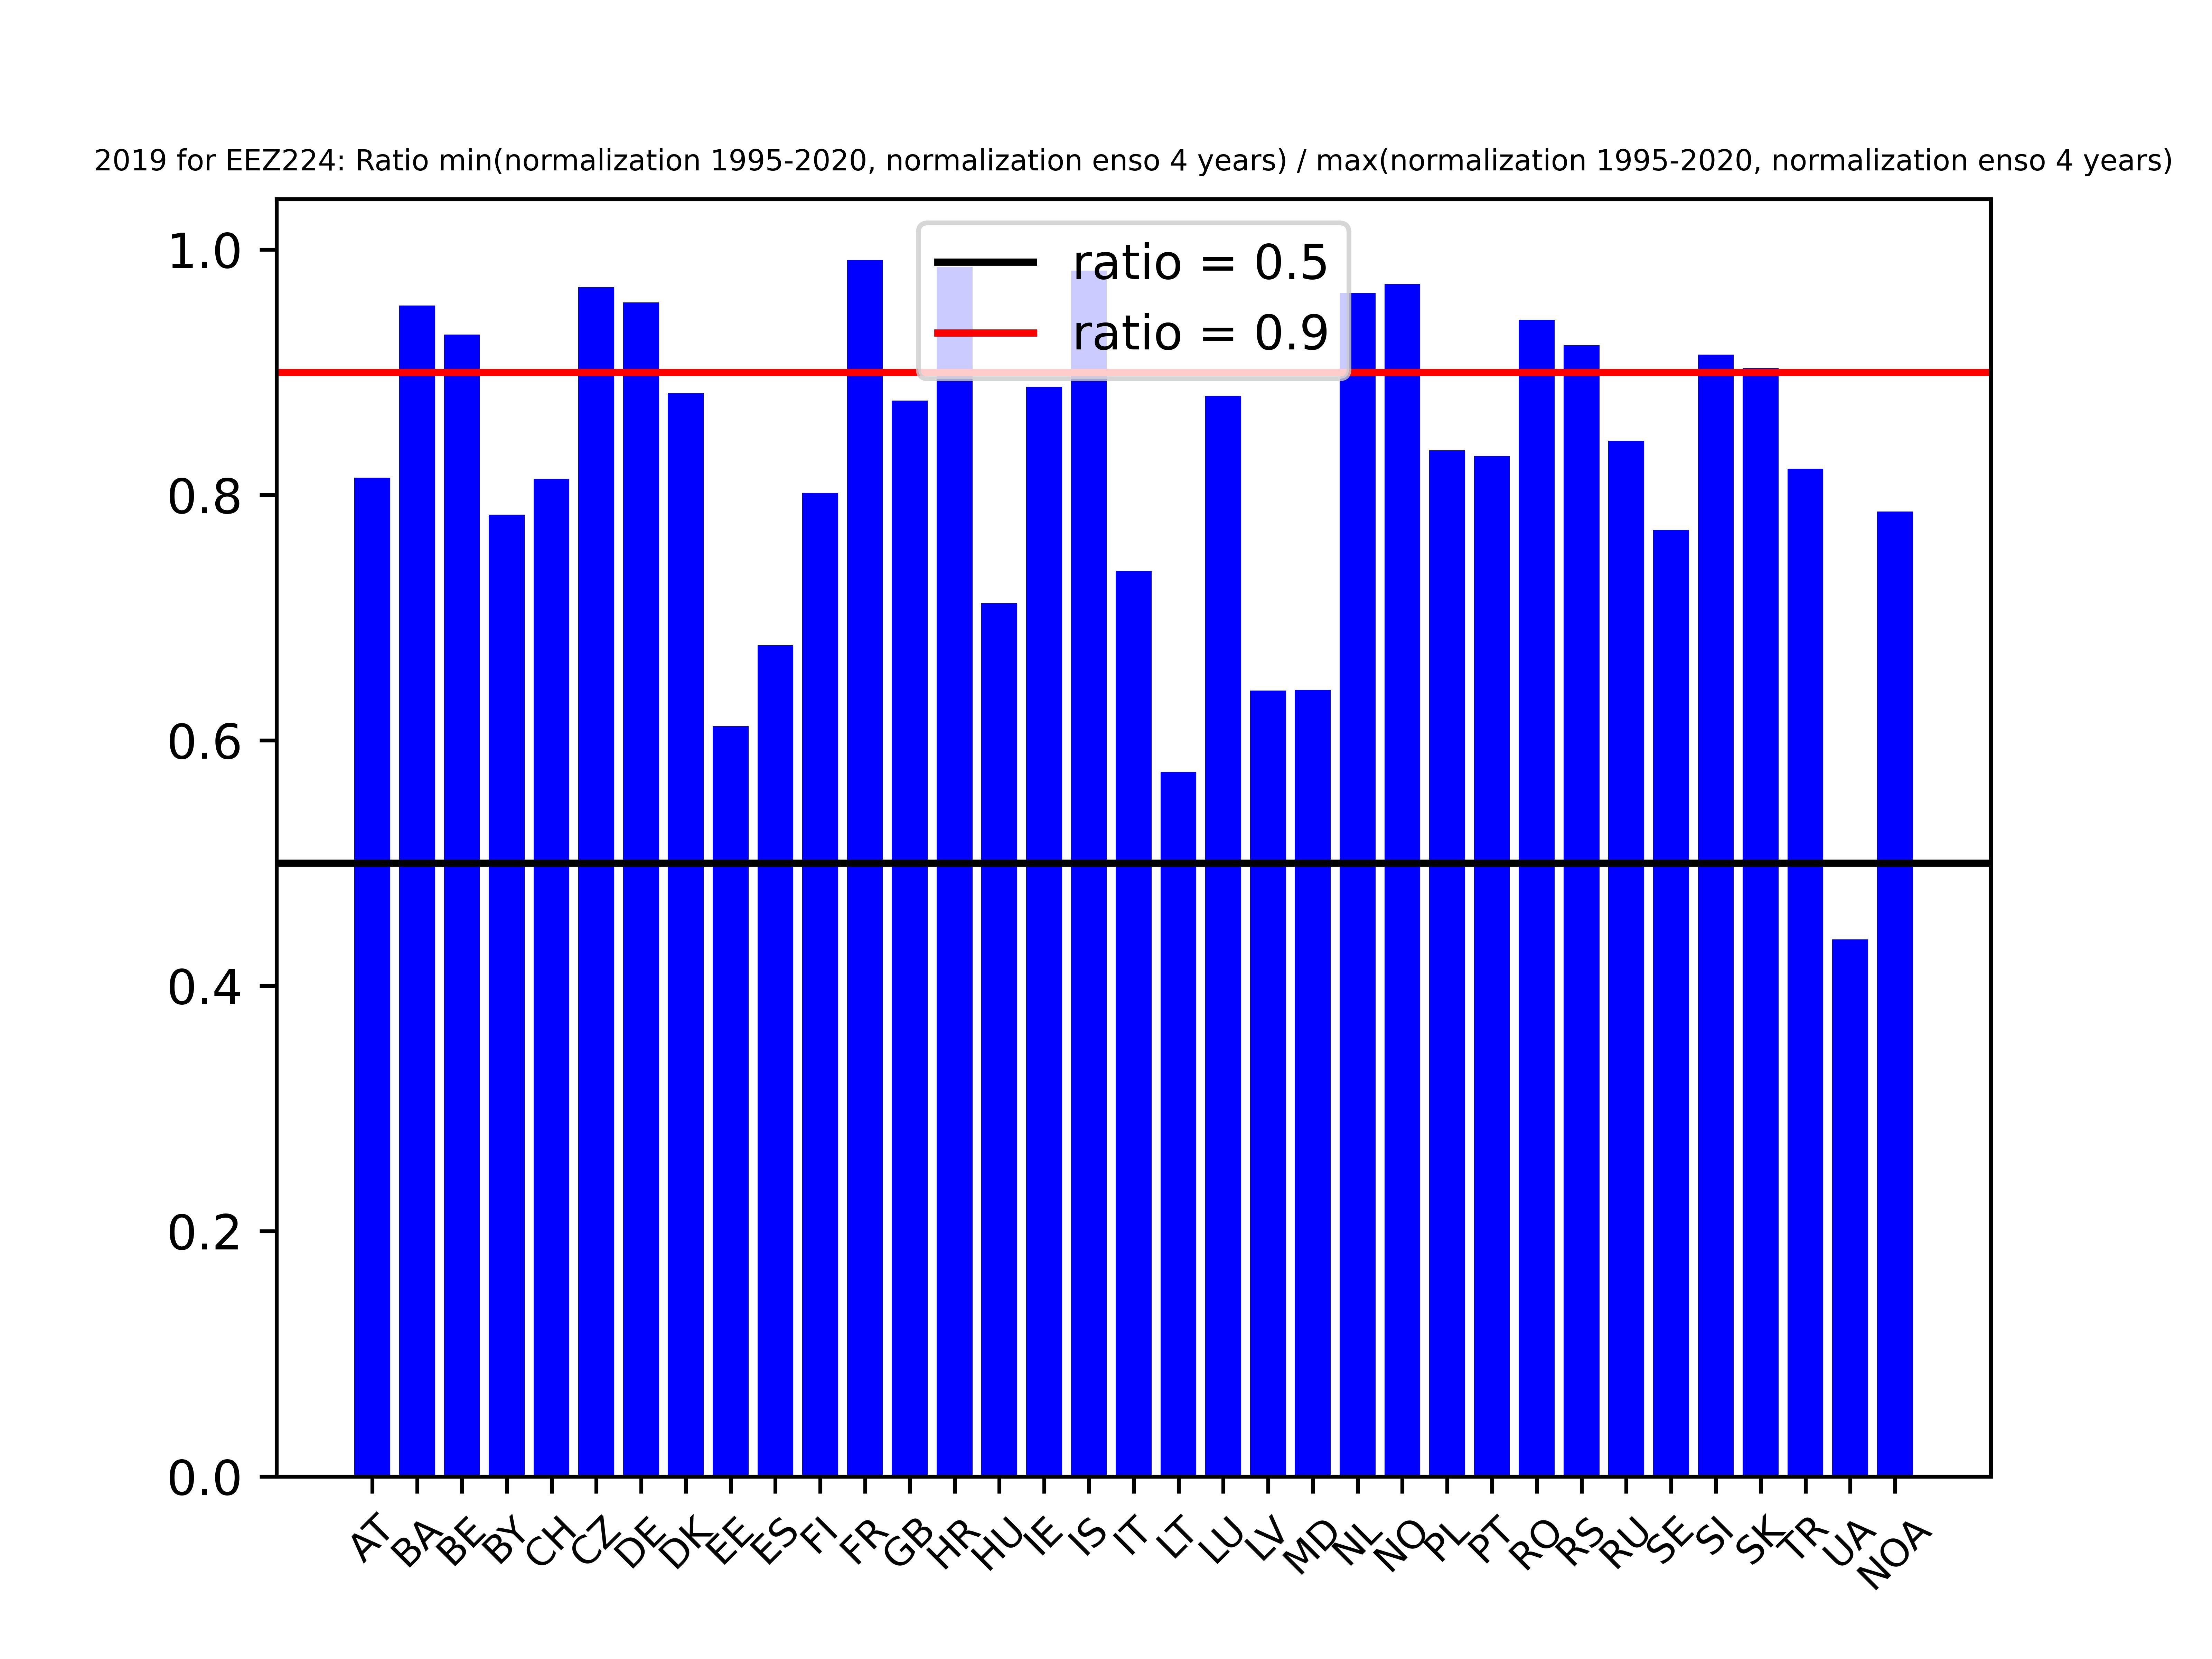 2019 for EEZ224: Ratio min(normalization 1995-2020, normalization enso 4 years) / max(normalization 1995-2020, normalization enso 4 years)
ratio = 0.5
ratio = 0.9
1.0
0.8
0.6
0.4
0.2
0.0
AT BA BE BY CH CZ DE DK EE ES FI FR GB HR HU IE IS IT LT LU LV MD NL NO PL PT RO RS RU SE SI SK TR UA NOA